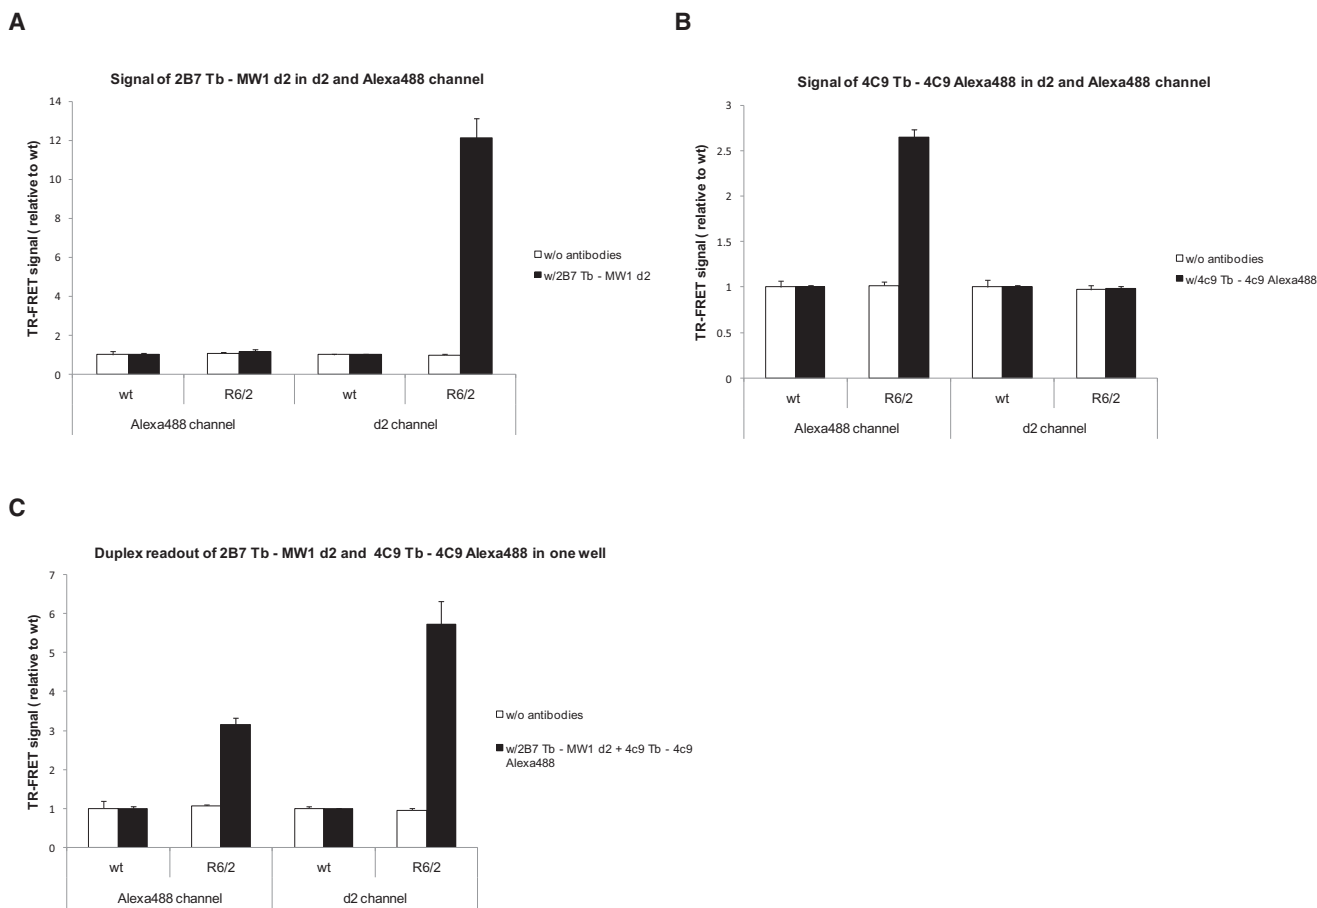 A
Signal of 2B7 Tb - MW1 d2 in d2 and Alexa488 channel
TR-FRET signal ( relative to wt)
14
12
10
8
6
4
2
0
wt
R6/2
wt
R6/2
Alexa488 channel
d2 channel
w/o antibodies
w/2B7 Tb - MW1 d2
B
Signal of 4C9 Tb - 4C9 Alexa488 in d2 and Alexa488 channel
TR-FRET signal ( relative to wt)
3
2.5
2
1.5
1
0.5
0
wt
R6/2
wt
R6/2
Alexa488 channel
d2 channel
w/o antibodies
w/4c9 Tb - 4c9 Alexa488
C
Duplex readout of 2B7 Tb - MW1 d2 and 4C9 Tb - 4C9 Alexa488 in one well
TR-FRET signal ( relative to wt)
7
6
5
4
3
2
1
0
wt
R6/2
wt
R6/2
Alexa488 channel
d2 channel
w/o antibodies
w/2B7 Tb - MW1 d2 + 4c9 Tb - 4c9
Alexa488